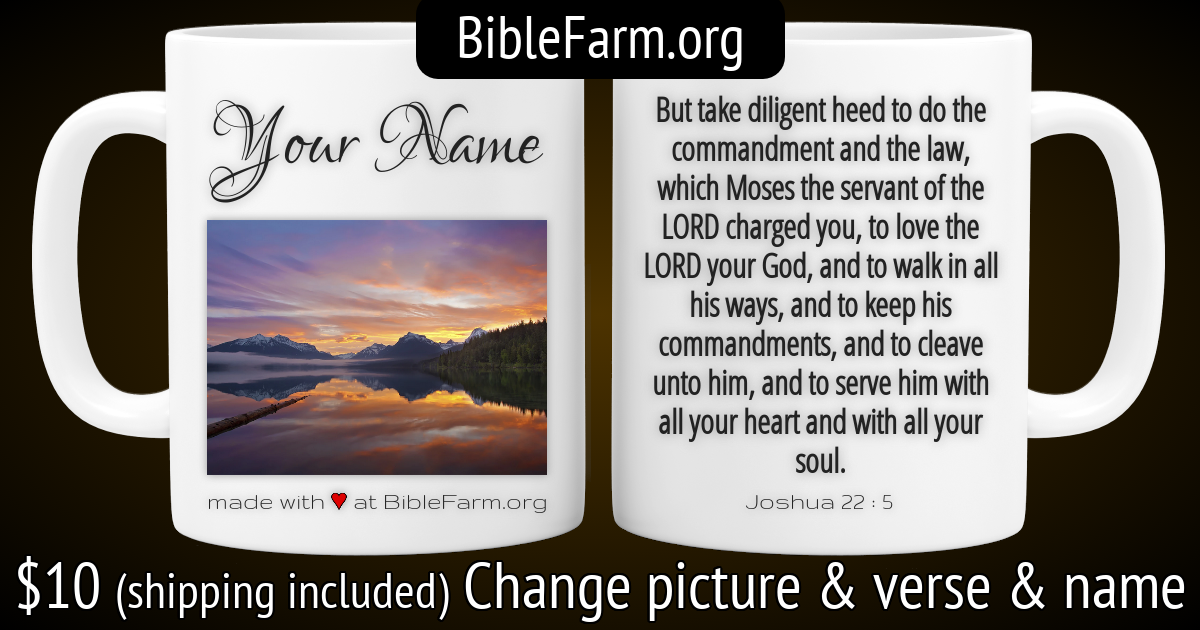 BibleFarm.org
Your Name
made with ♥ at BibleFarm.org
But take diligent heed to do the
commandment and the law,
which Moses the servant of the
LORD charged you, to love the
LORD your God, and to walk in all
his ways, and to keep his
commandments, and to cleave
unto him, and to serve him with
all your heart and with all your
soul.
Joshua 22 : 5
$10 (shipping included) Change picture & verse & name